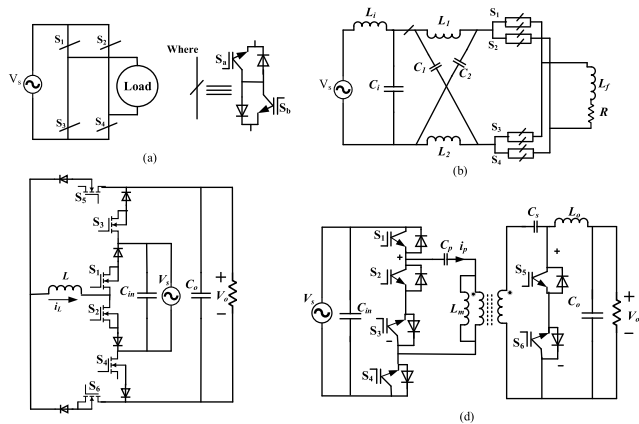 S1
S2
Vs
Load
S3
S4
Where
Sa
Sb
(a)
Li
L1
S1
S2
Vs
Ci
C1
C2
Lf
R
L2
S3
S4
(b)
S5
S3
S1
L
iL
S2
Cin
Vs
Co
+
Vo
−
S4
S6
S1
Cp
ip
+
S2
Vs
Cin
Lm
S3
−
S4
Cs
Lo
+
S5
Co
+
Vo
−
S6
−
(d)